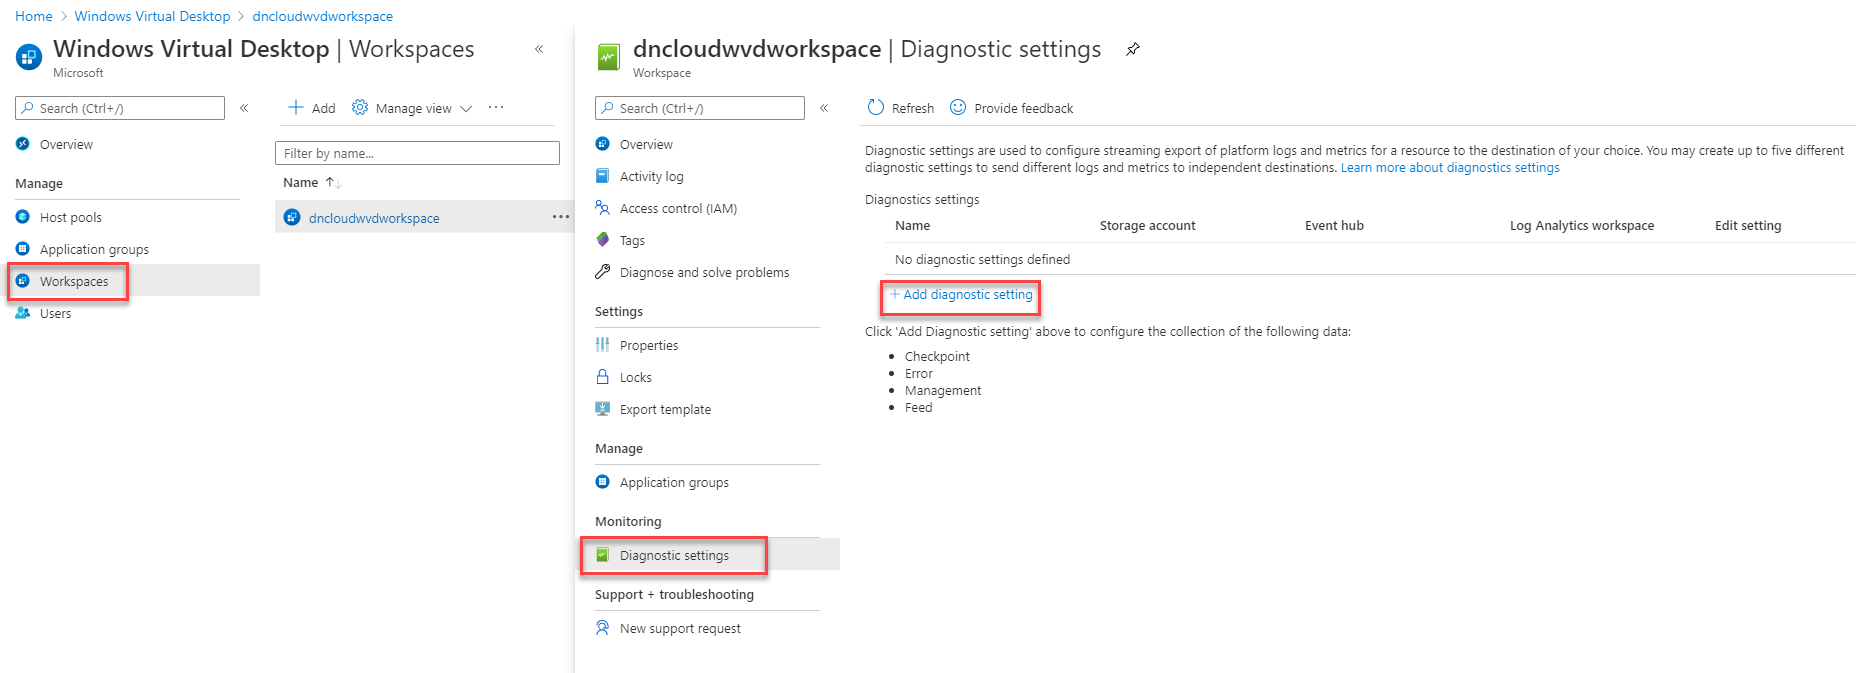 Home > Windows Virtual Desktop > dncloudwvdworkspace
Windows Virtual Desktop | Workspaces
Microsoft
Search (Ctrl+/)
Overview
Manage
Host pools
Application groups
Workspaces
Users
+ Add Manage view ...
Filter by name...
Name
dncloudwvdworkspace ...
dncloudwvdworkspace | Diagnostic settings
Workspace
Search (Ctrl+/)
Overview
Activity log
Access control (IAM)
Tags
Diagnose and solve problems
Settings
Properties
Locks
Export template
Manage
Application groups
Monitoring
Diagnostic settings
Support + troubleshooting
New support request
Refresh Provide feedback
Diagnostic settings are used to configure streaming export of platform logs and metrics for a resource to the destination of your choice. You may create up to five different
diagnostic settings to send different logs and metrics to independent destinations. Learn more about diagnostics settings
Diagnostics settings
Name Storage account Event hub Log Analytics workspace Edit setting
No diagnostic settings defined
+ Add diagnostic setting
Click 'Add Diagnostic setting' above to configure the collection of the following data:
• Checkpoint
• Error
• Management
• Feed